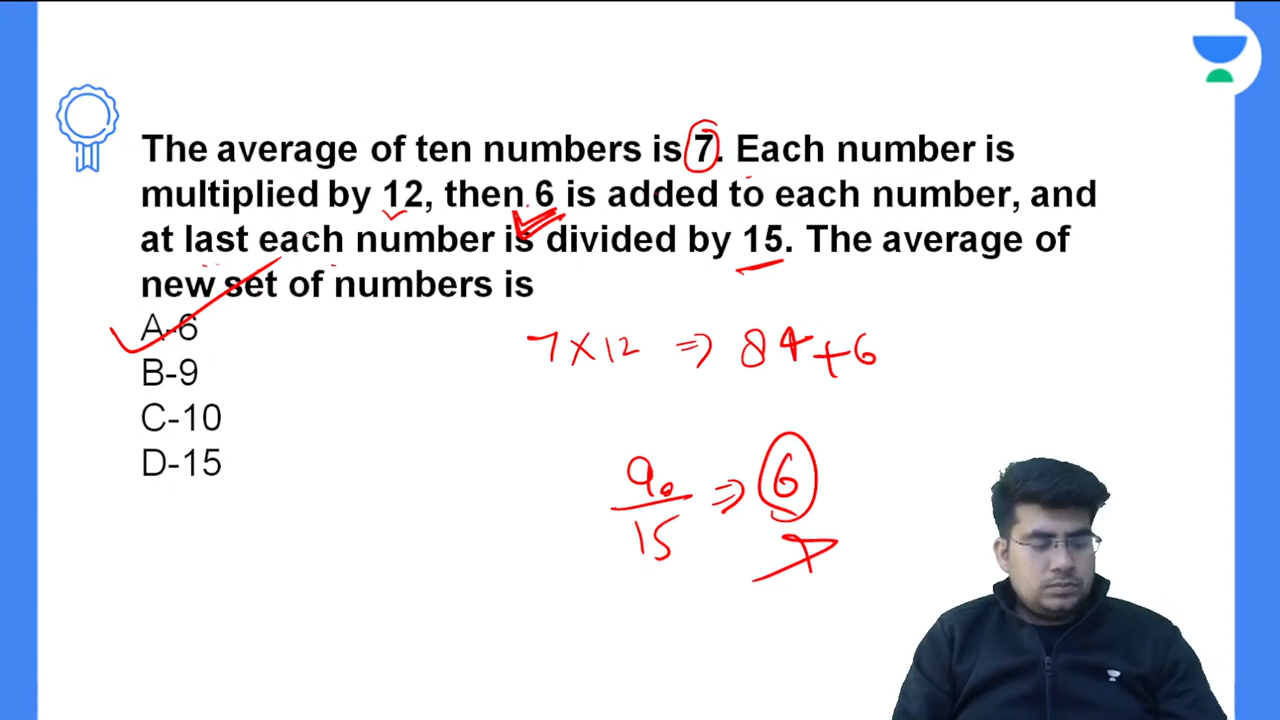 The average of ten numbers is 7. Each number is
multiplied by 12, then 6 is added to each number, and
at last each number is divided by 15. The average of
new set of numbers is
A-6
B-9
C-10
D-15
7 × 12 ⇒ 84 + 6
90
15
⇒ 6